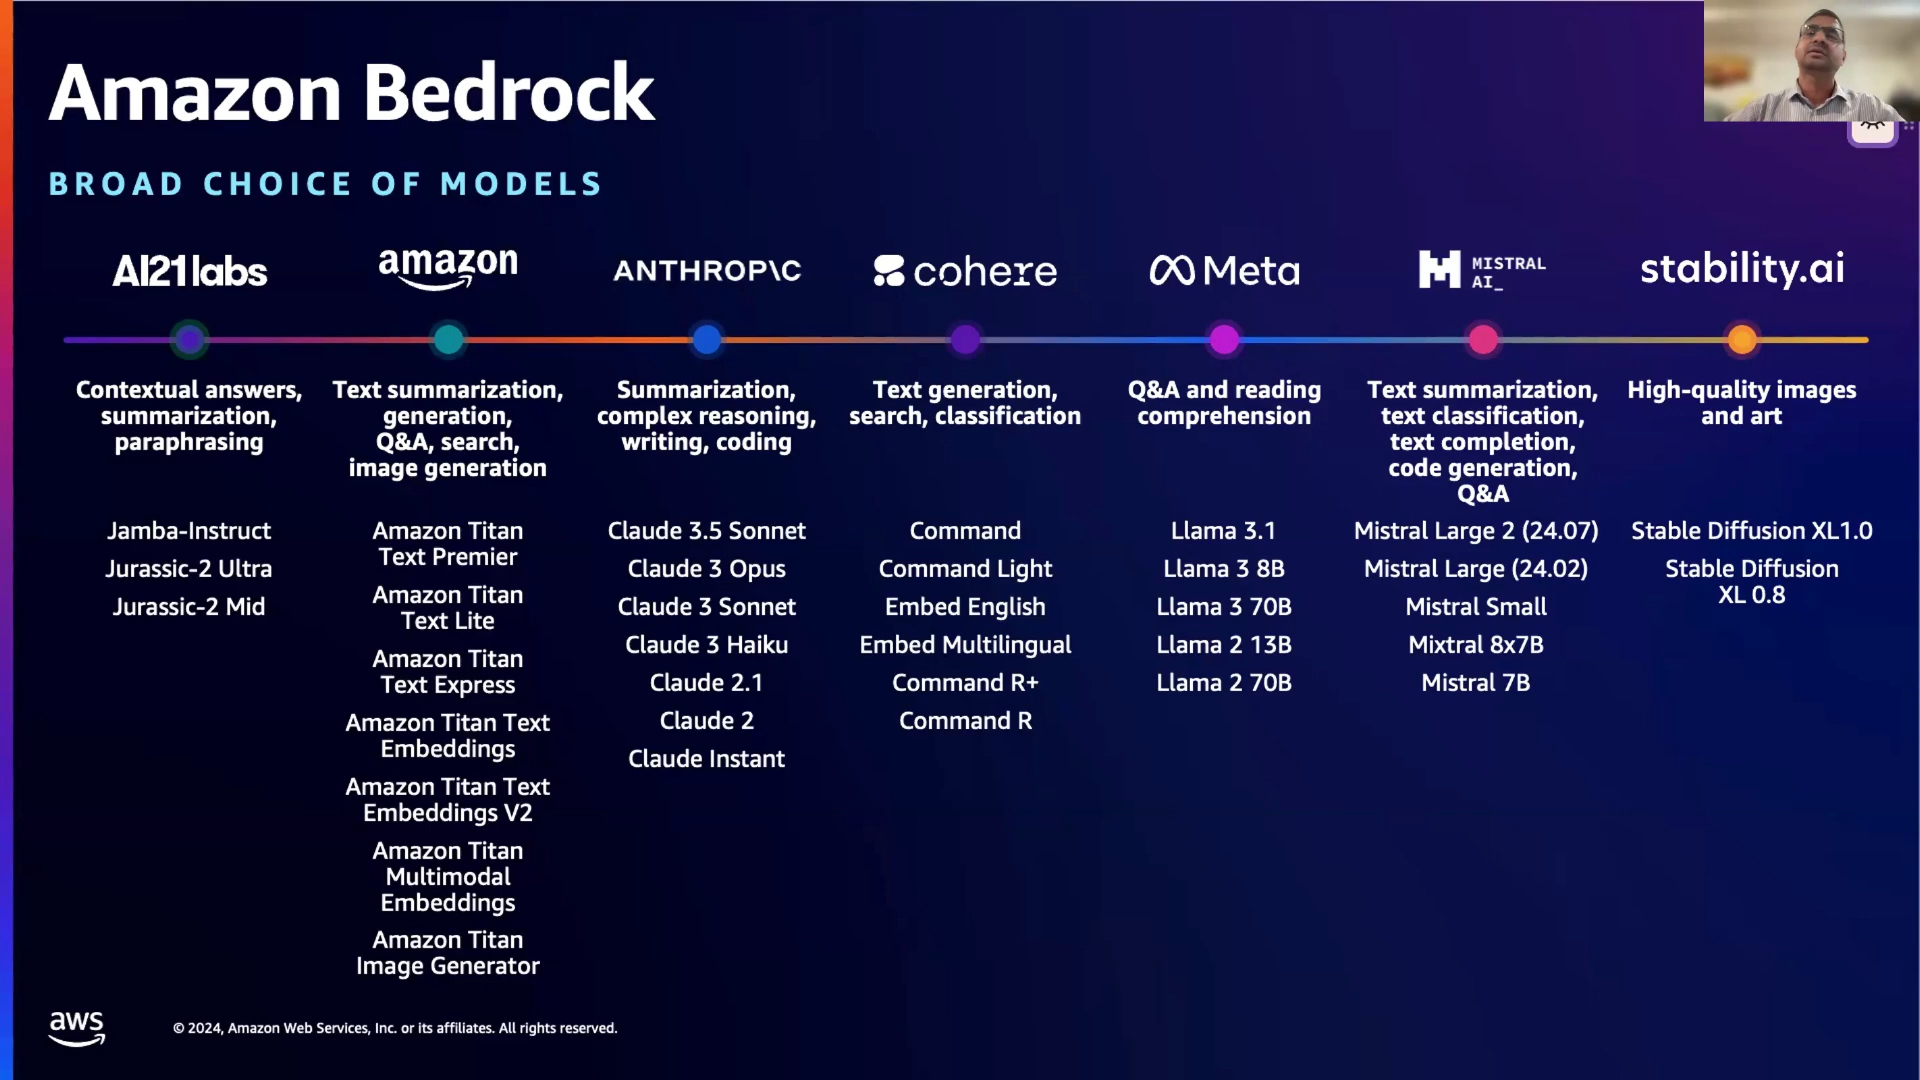 Amazon Bedrock
BROAD CHOICE OF MODELS
AI21labs
Contextual answers,
summarization,
paraphrasing
Jamba-Instruct
Jurassic-2 Ultra
Jurassic-2 Mid
amazon
Text summarization,
generation,
Q&A, search,
image generation
Amazon Titan
Text Premier
Amazon Titan
Text Lite
Amazon Titan
Text Express
Amazon Titan Text
Embeddings
Amazon Titan Text
Embeddings V2
Amazon Titan
Multimodal
Embeddings
Amazon Titan
Image Generator
ANTHROP\C
Summarization,
complex reasoning,
writing, coding
Claude 3.5 Sonnet
Claude 3 Opus
Claude 3 Sonnet
Claude 3 Haiku
Claude 2.1
Claude 2
Claude Instant
cohere
Text generation,
search, classification
Command
Command Light
Embed English
Embed Multilingual
Command R+
Command R
Meta
Q&A and reading
comprehension
Llama 3.1
Llama 3 8B
Llama 3 70B
Llama 2 13B
Llama 2 70B
MISTRAL
AI_
Text summarization,
text classification,
text completion,
code generation,
Q&A
Mistral Large 2 (24.07)
Mistral Large (24.02)
Mistral Small
Mixtral 8x7B
Mistral 7B
stability.ai
High-quality images
and art
Stable Diffusion XL1.0
Stable Diffusion
XL 0.8
aws
© 2024, Amazon Web Services, Inc. or its affiliates. All rights reserved.